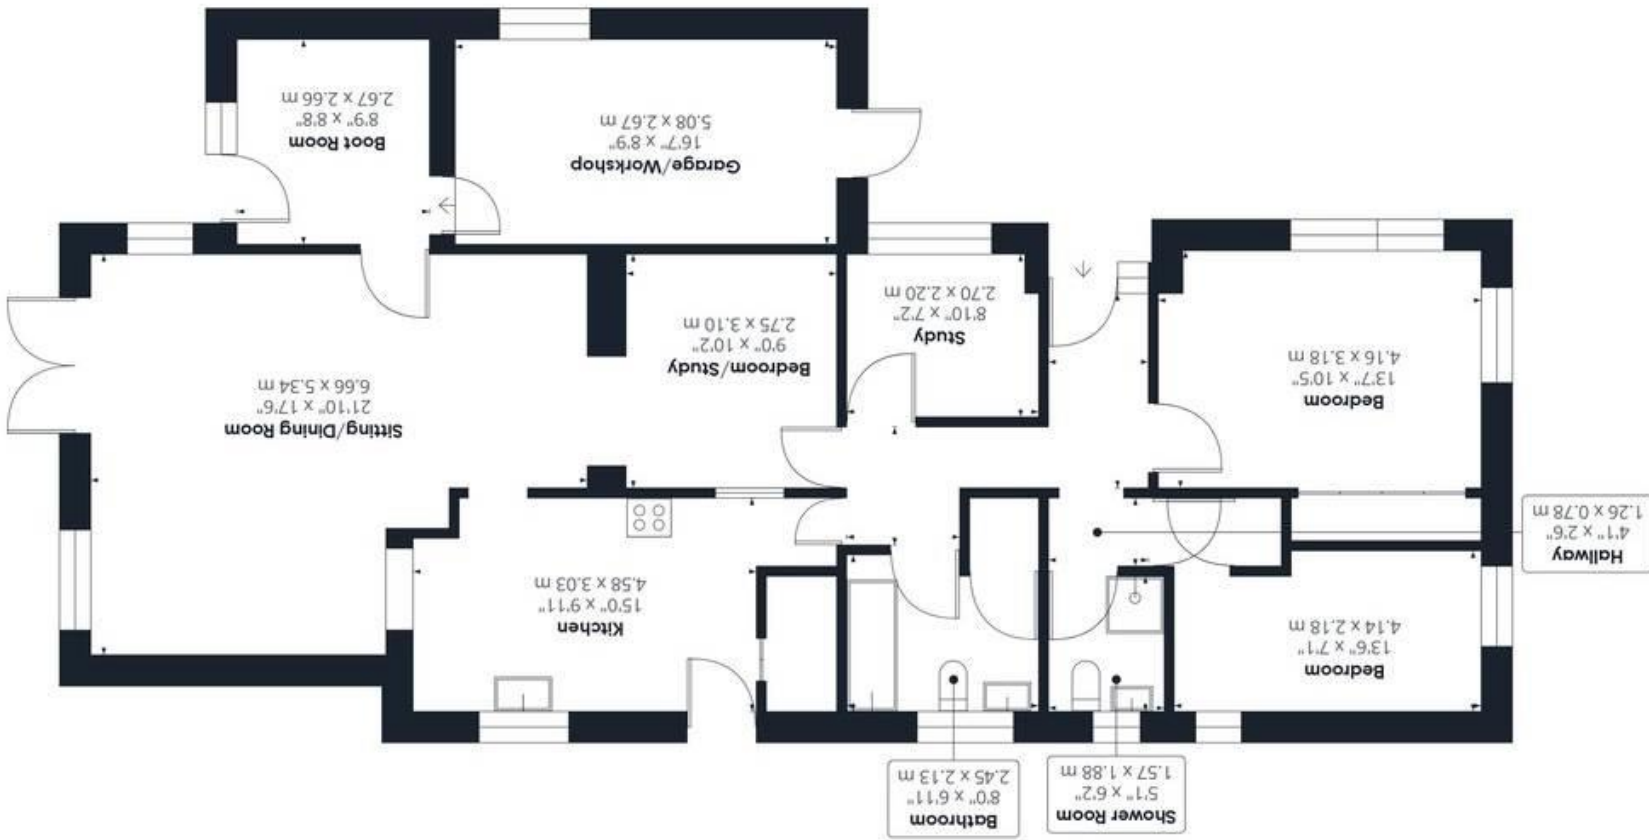 Shower Room
5'1" x 6'2"
1.57 x 1.88 m
Bathroom
8'0" x 6'11"
2.45 x 2.13 m
Bedroom
13'6" x 7'1"
4.14 x 2.18 m
Kitchen
15'0" x 9'11"
4.58 x 3.03 m
Hallway
4'1" x 2'6"
1.26 x 0.78 m
Sitting/Dining Room
21'10" x 17'6"
6.66 x 5.34 m
Bedroom
13'7" x 10'5"
4.16 x 3.18 m
Bedroom/Study
9'0" x 10'2"
2.75 x 3.10 m
Study
8'10" x 7'2"
2.70 x 2.20 m
Garage/Workshop
16'7" x 8'9"
5.08 x 2.67 m
Boot Room
8'9" x 8'8"
2.67 x 2.66 m